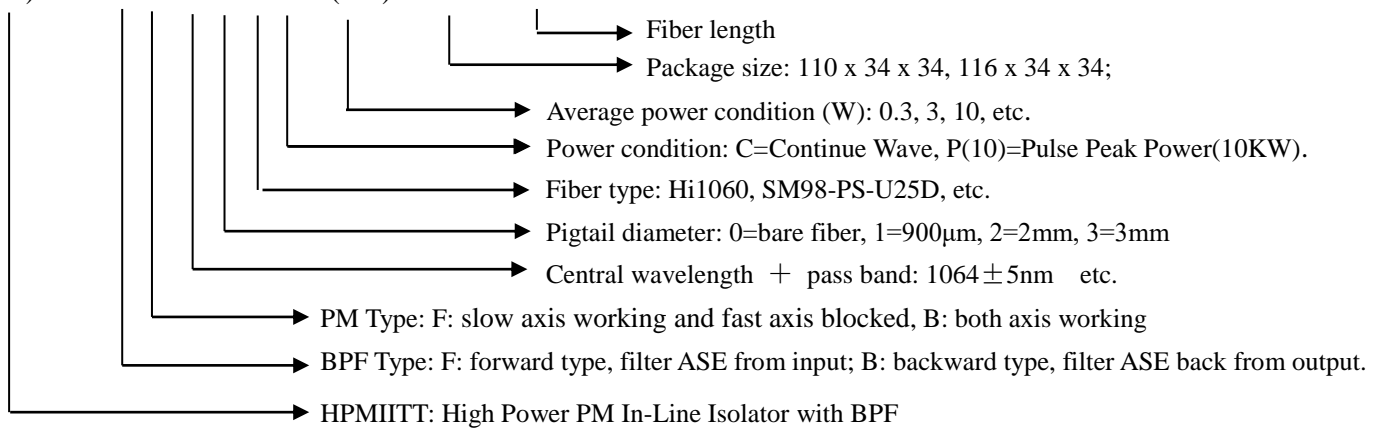 Fiber length
Package size: 110 x 34 x 34, 116 x 34 x 34;
Average power condition (W): 0.3, 3, 10, etc.
Power condition: C=Continue Wave, P(10)=Pulse Peak Power(10KW).
Fiber type: Hi1060, SM98-PS-U25D, etc.
Pigtail diameter: 0=bare fiber, 1=900μm, 2=2mm, 3=3mm
Central wavelength + pass band: 1064±5nm etc.
PM Type: F: slow axis working and fast axis blocked, B: both axis working
BPF Type: F: forward type, filter ASE from input; B: backward type, filter ASE back from output.
HPMIITT: High Power PM In-Line Isolator with BPF